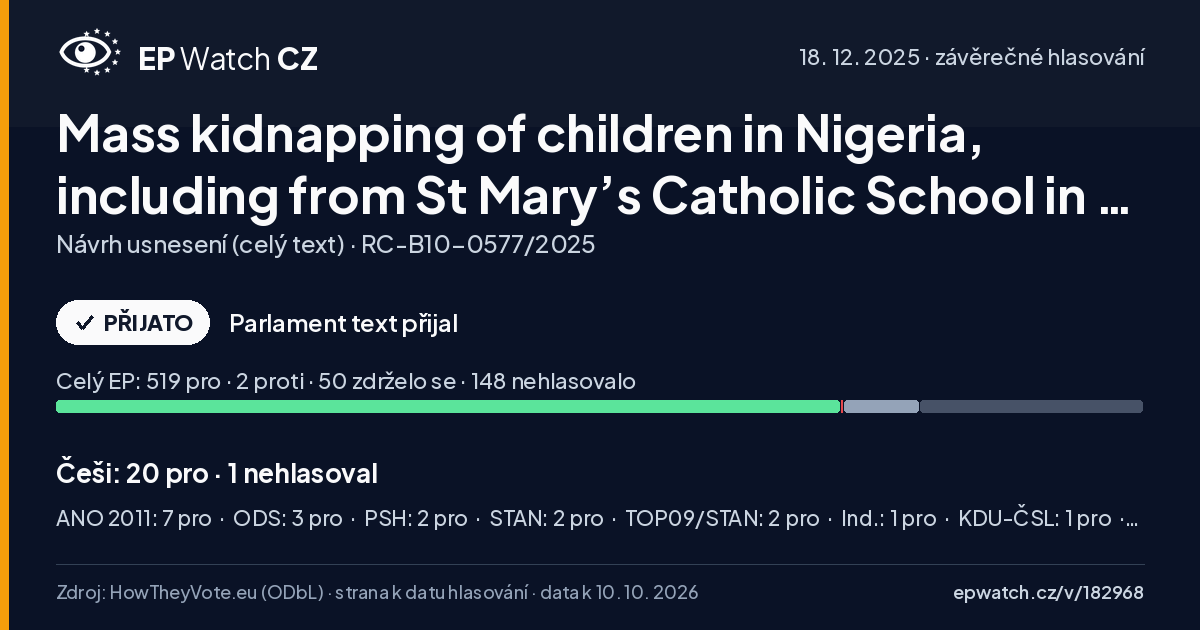 EP Watch CZ
18. 12. 2025 · závěrečné hlasování
Mass kidnapping of children in Nigeria,
including from St Mary’s Catholic School in …
Návrh usnesení (celý text) · RC-B10-0577/2025
✓ PŘIJATO
Parlament text přijal
Celý EP: 519 pro · 2 proti · 50 zdrželo se · 148 nehlasovalo
Češi: 20 pro · 1 nehlasoval
ANO 2011: 7 pro · ODS: 3 pro · PSH: 2 pro · STAN: 2 pro · TOP09/STAN: 2 pro · Ind.: 1 pro · KDU-ČSL: 1 pro ·…
Zdroj: HowTheyVote.eu (ODbL) · strana k datu hlasování · data k 10. 10. 2026
epwatch.cz/v/182968